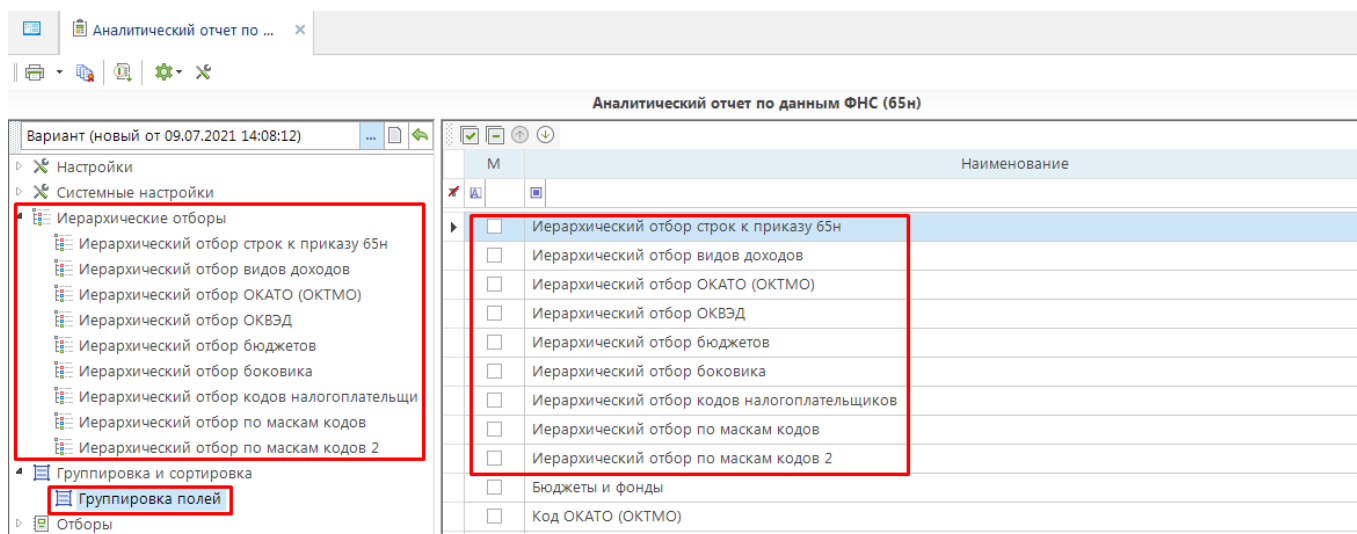 Аналитический отчет по ...
Аналитический отчет по данным ФНС (65н)
Вариант (новый от 09.07.2021 14:08:12)
...
Настройки
Системные настройки
Иерархические отборы
Иерархический отбор строк к приказу 65н
Иерархический отбор видов доходов
Иерархический отбор ОКАТО (ОКТМО)
Иерархический отбор ОКВЭД
Иерархический отбор бюджетов
Иерархический отбор боковика
Иерархический отбор кодов налогоплательщи
Иерархический отбор по маскам кодов
Иерархический отбор по маскам кодов 2
Группировка и сортировка
Группировка полей
Отборы
М Наименование
A
Иерархический отбор строк к приказу 65н
Иерархический отбор видов доходов
Иерархический отбор ОКАТО (ОКТМО)
Иерархический отбор ОКВЭД
Иерархический отбор бюджетов
Иерархический отбор боковика
Иерархический отбор кодов налогоплательщиков
Иерархический отбор по маскам кодов
Иерархический отбор по маскам кодов 2
Бюджеты и фонды
Код ОКАТО (ОКТМО)